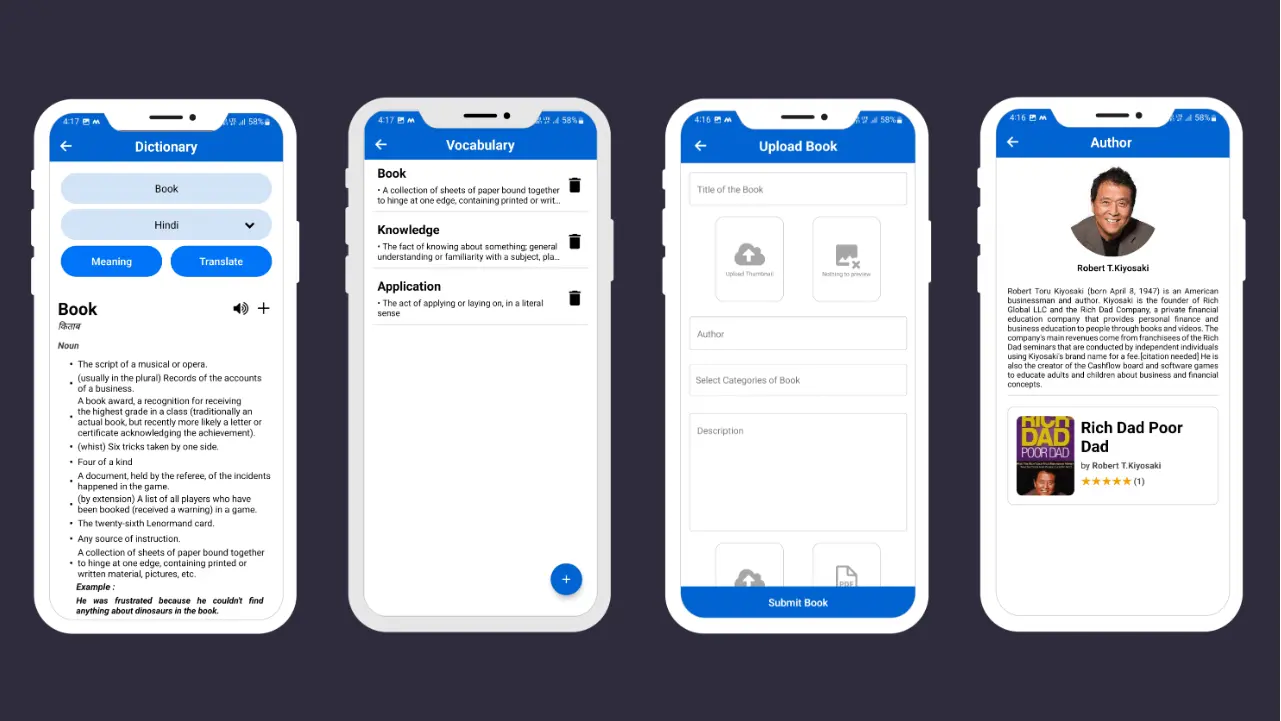 4:17
58%
Dictionary
Book
Hindi
Meaning
Translate
Book
किताब
Noun
• The script of a musical or opera.
• (usually in the plural) Records of the accounts
of a business.
A book award, a recognition for receiving
the highest grade in a class (traditionally an
• actual book, but recently more likely a letter or
certificate acknowledging the achievement).
• (whist) Six tricks taken by one side.
• Four of a kind
• A document, held by the referee, of the incidents
happened in the game.
• (by extension) A list of all players who have
been booked (received a warning) in a game.
• The twenty-sixth Lenormand card.
• Any source of instruction.
A collection of sheets of paper bound together
• to hinge at one edge, containing printed or
written material, pictures, etc.
Example :
He was frustrated because he couldn't find
anything about dinosaurs in the book.
4:17
58%
Vocabulary
Book
• A collection of sheets of paper bound together
to hinge at one edge, containing printed or writ...
Knowledge
• The fact of knowing about something; general
understanding or familiarity with a subject, pla...
Application
• The act of applying or laying on, in a literal
sense
+
4:16
58%
Upload Book
Title of the Book
Upload Thumbnail
Nothing to preview
Author
Select Categories of Book
Description
PDF
Submit Book
4:16
58%
Author
Robert T.Kiyosaki
Robert Toru Kiyosaki (born April 8, 1947) is an American
businessman and author. Kiyosaki is the founder of Rich
Global LLC and the Rich Dad Company, a private financial
education company that provides personal finance and
business education to people through books and videos. The
company's main revenues come from franchisees of the Rich
Dad seminars that are conducted by independent individuals
using Kiyosaki's brand name for a fee.[citation needed] He is
also the creator of the Cashflow board and software games
to educate adults and children about business and financial
concepts.
RICH
DAD
POOR DAD
Rich Dad Poor
Dad
by Robert T.Kiyosaki
★★★★★ (1)